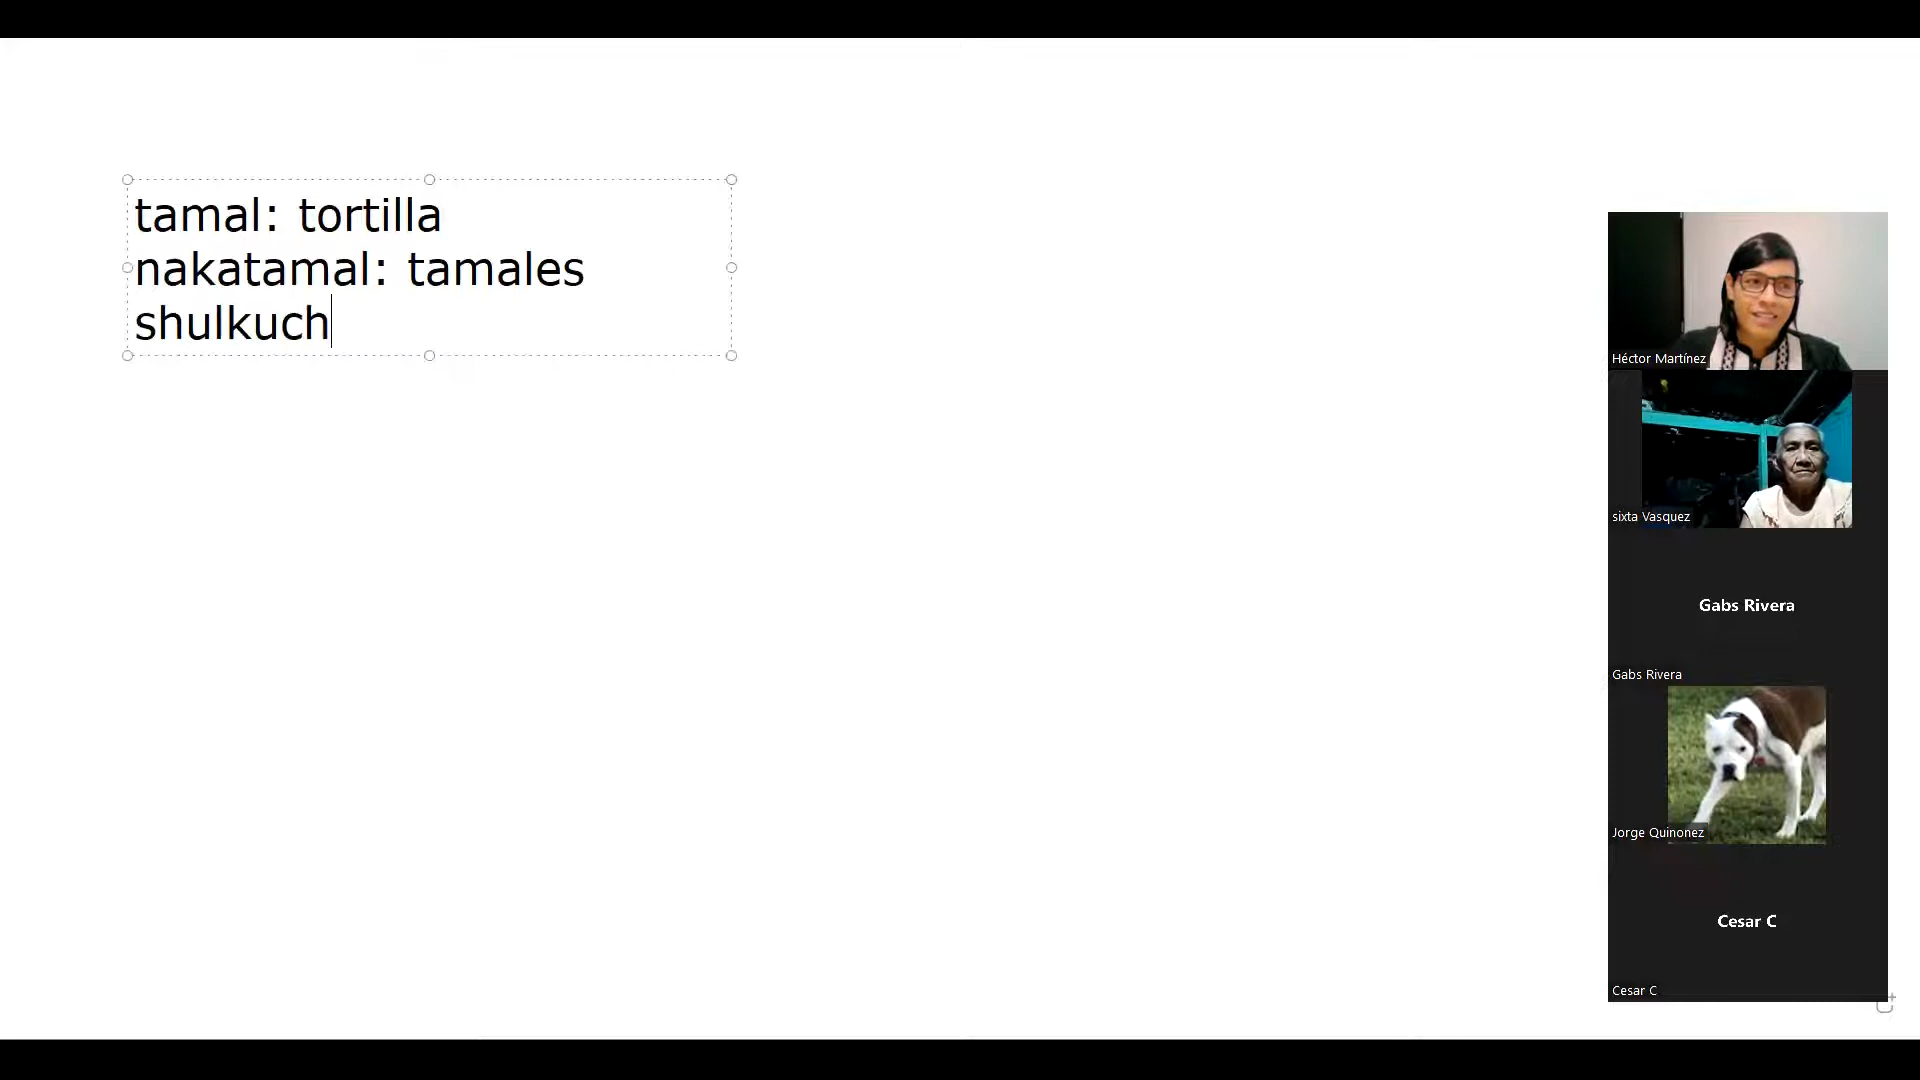 tamal: tortilla
nakatamal: tamales
shulkuch
Héctor Martínez
sixta Vasquez
Gabs Rivera
Gabs Rivera
Jorge Quinonez
Cesar C
Cesar C